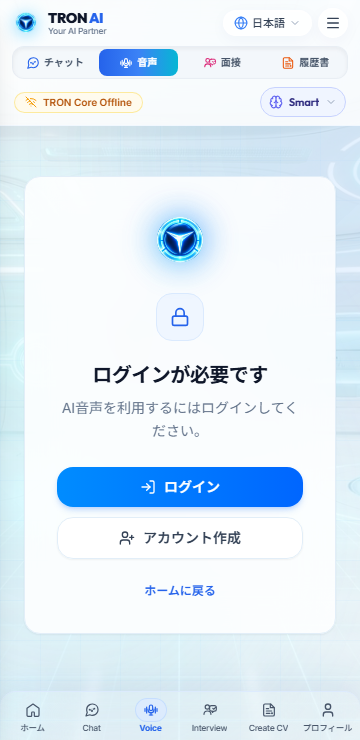 TRON AI
Your AI Partner
日本語
チャット
音声
面接
履歴書
TRON Core Offline
Smart
ログインが必要です
AI音声を利用するにはログインしてく
ださい。
ログイン
アカウント作成
ホームに戻る
ホーム
Chat
Voice
Interview
Create CV
プロフィール